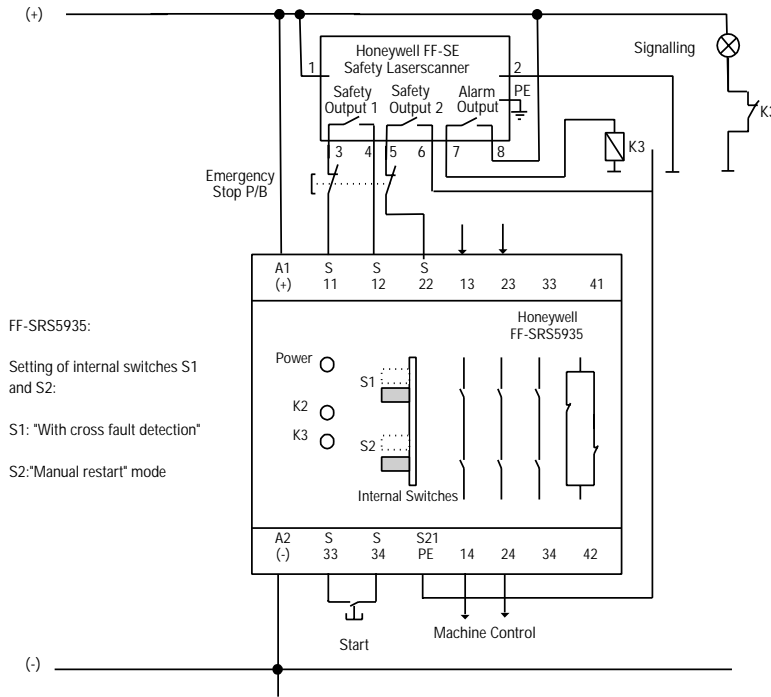 (+)
Honeywell FF-SE
Safety Laserscanner
Signalling
1
2
Safety
Output 1
Safety
Output 2
Alarm
Output
PE
K3
3
4
5
6
7
8
K3
Emergency
Stop P/B
A1
(+)
S
11
S
12
S
22
13
23
33
41
FF-SRS5935:
Honeywell
FF-SRS5935
Setting of internal switches S1
and S2:
Power
S1
K2
S1: "With cross fault detection"
K3
S2
S2:"Manual restart" mode
Internal Switches
A2
(-)
S
33
S
34
S21
PE
14
24
34
42
Start
Machine Control
(-)